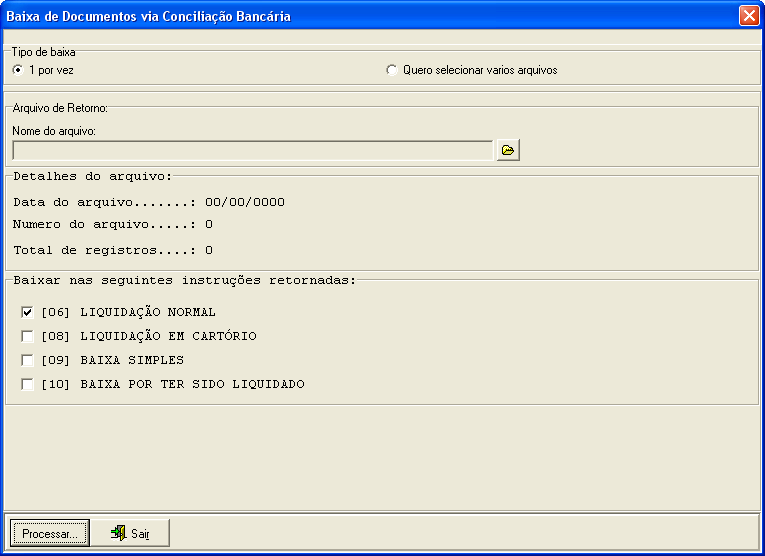 Baixa de Documentos via Conciliação Bancária
Tipo de baixa
1 por vez
Quero selecionar varios arquivos
Arquivo de Retorno:
Nome do arquivo:
Detalhes do arquivo:
Data do arquivo.......: 00/00/0000
Numero do arquivo.....: 0
Total de registros....: 0
Baixar nas seguintes instruções retornadas:
[06] LIQUIDAÇÃO NORMAL
[08] LIQUIDAÇÃO EM CARTÓRIO
[09] BAIXA SIMPLES
[10] BAIXA POR TER SIDO LIQUIDADO
Processar...
Sair